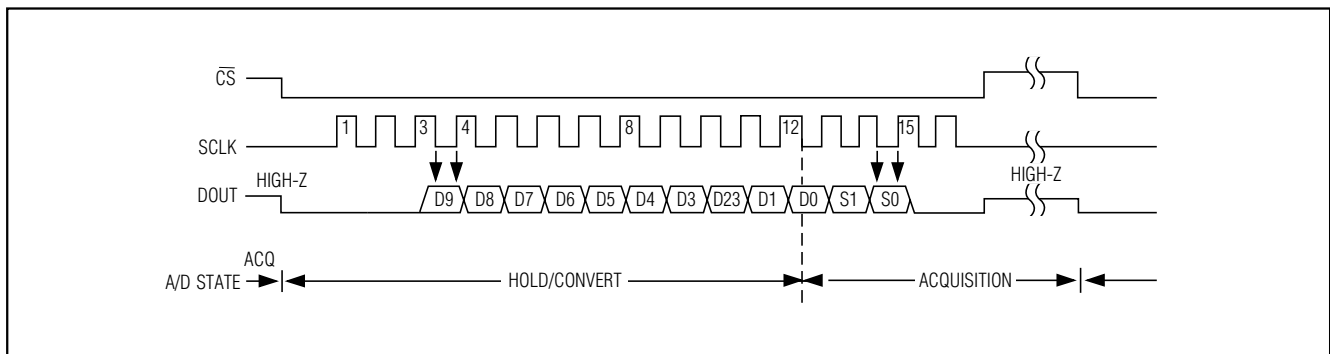 CS
1 3 4 8 12 15
SCLK
HIGH-Z HIGH-Z
DOUT D9 D8 D7 D6 D5 D4 D3 D23 D1 D0 S1 S0
ACQ
A/D STATE HOLD/CONVERT ACQUISITION